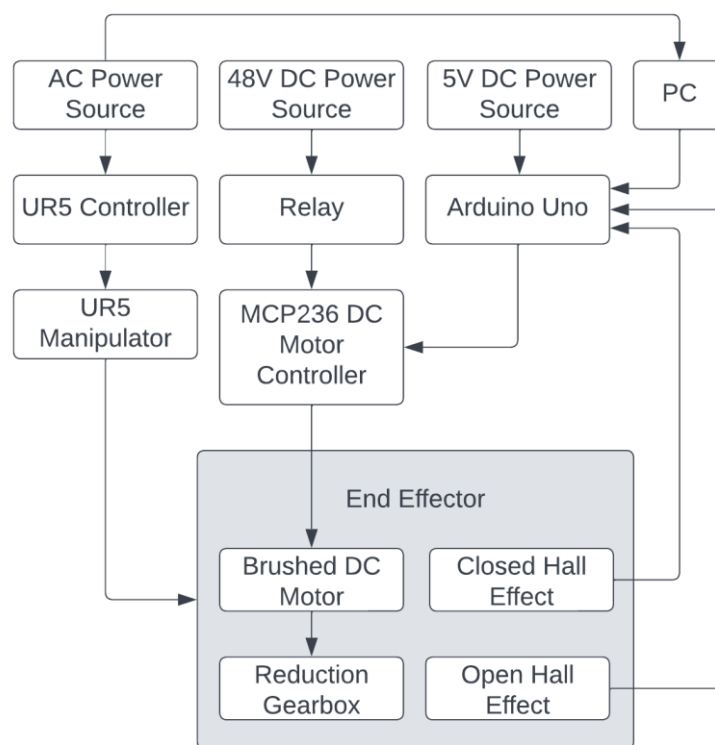 AC Power
Source
48V DC Power
Source
5V DC Power
Source
PC
UR5 Controller
Relay
Arduino Uno
UR5
Manipulator
MCP236 DC
Motor
Controller
End Effector
Brushed DC
Motor
Closed Hall
Effect
Reduction
Gearbox
Open Hall
Effect